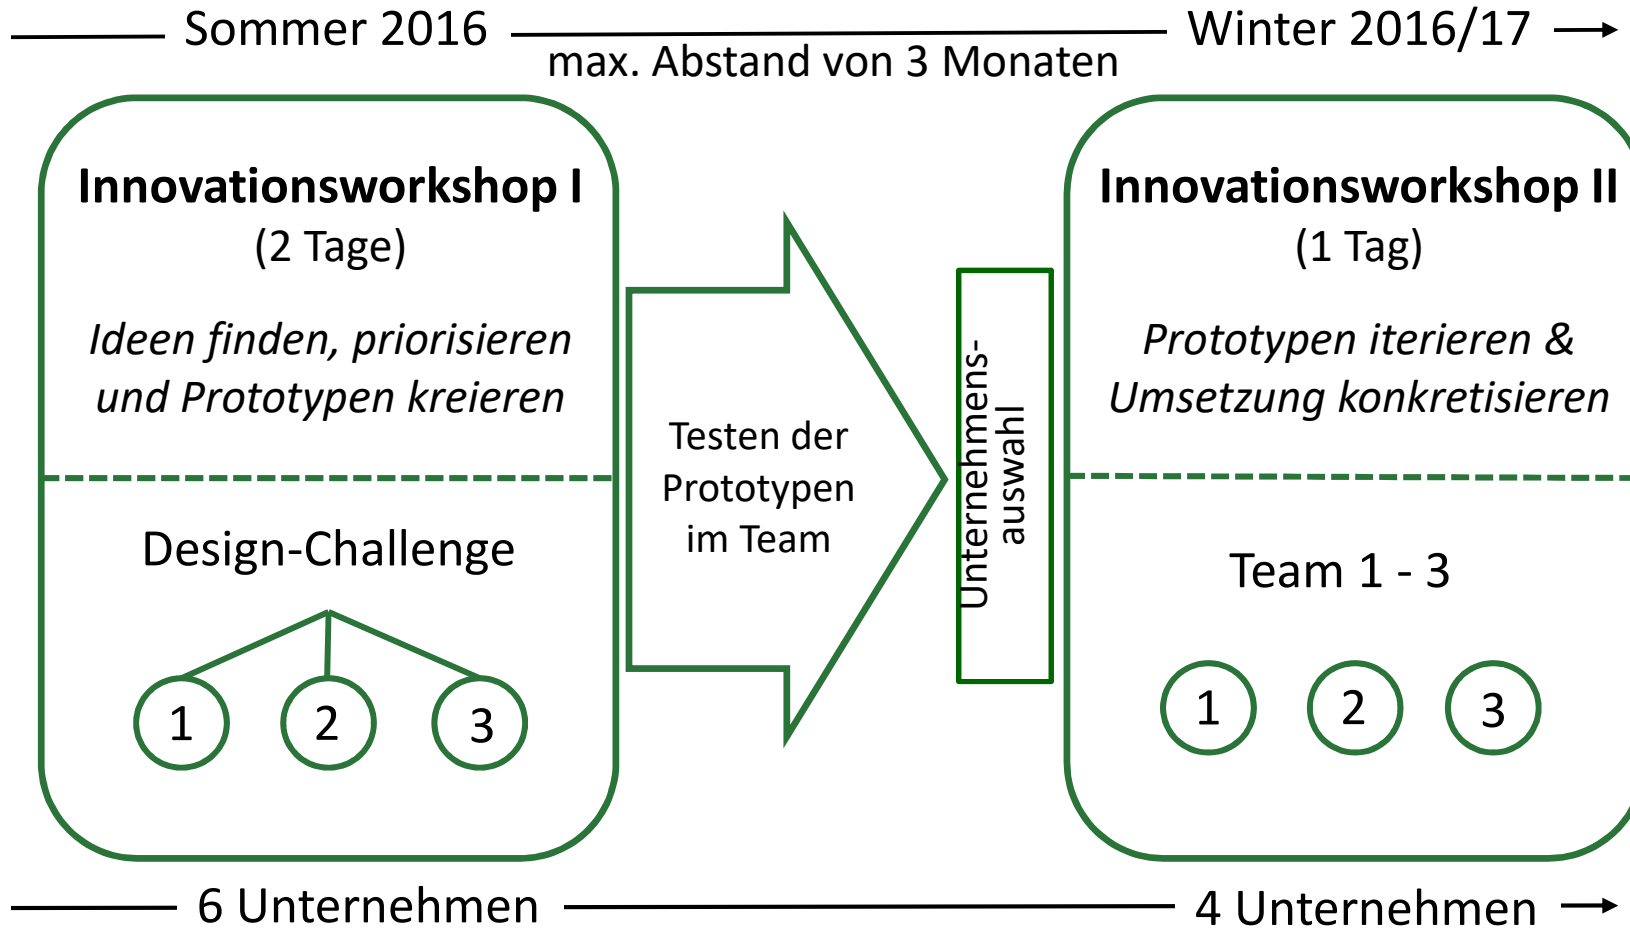 Sommer 2016
Winter 2016/17
max. Abstand von 3 Monaten
Innovationsworkshop I
(2 Tage)
Ideen finden, priorisieren
und Prototypen kreieren
Design-Challenge
1 2 3
Testen der
Prototypen
im Team
Unternehmens-
auswahl
Innovationsworkshop II
(1 Tag)
Prototypen iterieren &
Umsetzung konkretisieren
Team 1 - 3
1 2 3
6 Unternehmen
4 Unternehmen